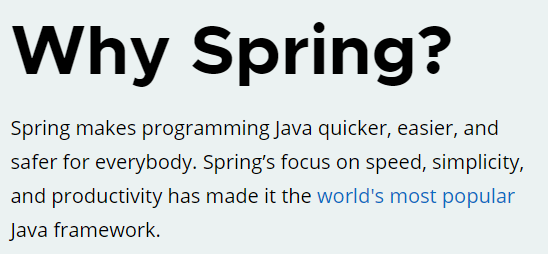 Why Spring?
Spring makes programming Java quicker, easier, and
safer for everybody. Spring’s focus on speed, simplicity,
and productivity has made it the world's most popular
Java framework.